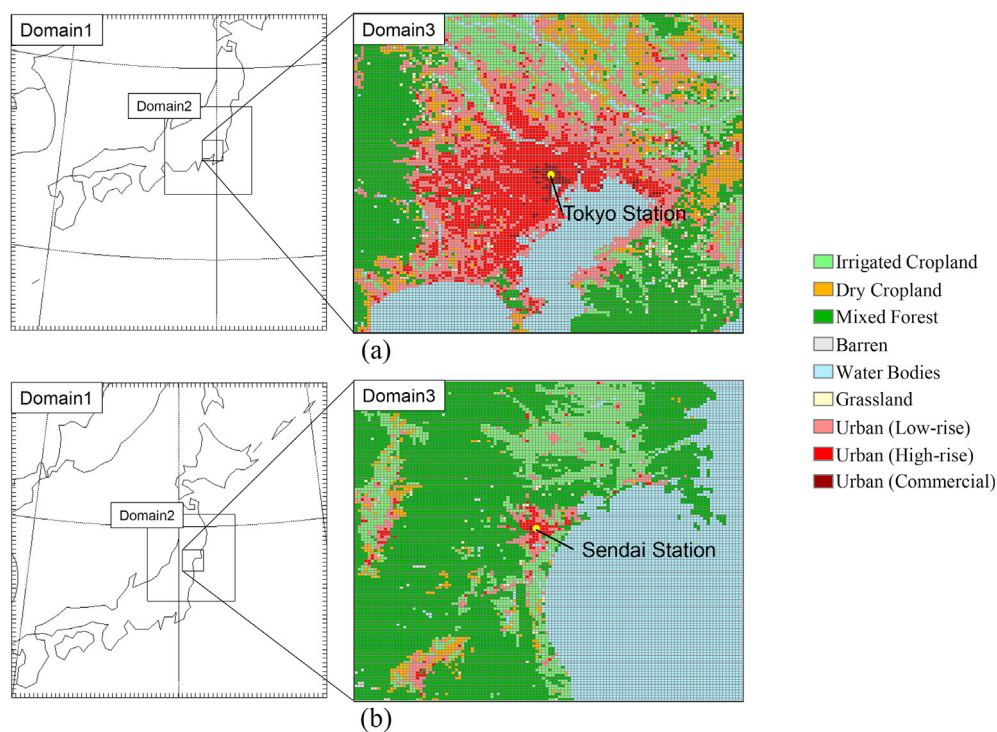 Domain1
Domain2
Domain3
Tokyo Station
(a)
Irrigated Cropland
Dry Cropland
Mixed Forest
Barren
Water Bodies
Grassland
Urban (Low-rise)
Urban (High-rise)
Urban (Commercial)
Domain1
Domain2
Domain3
Sendai Station
(b)